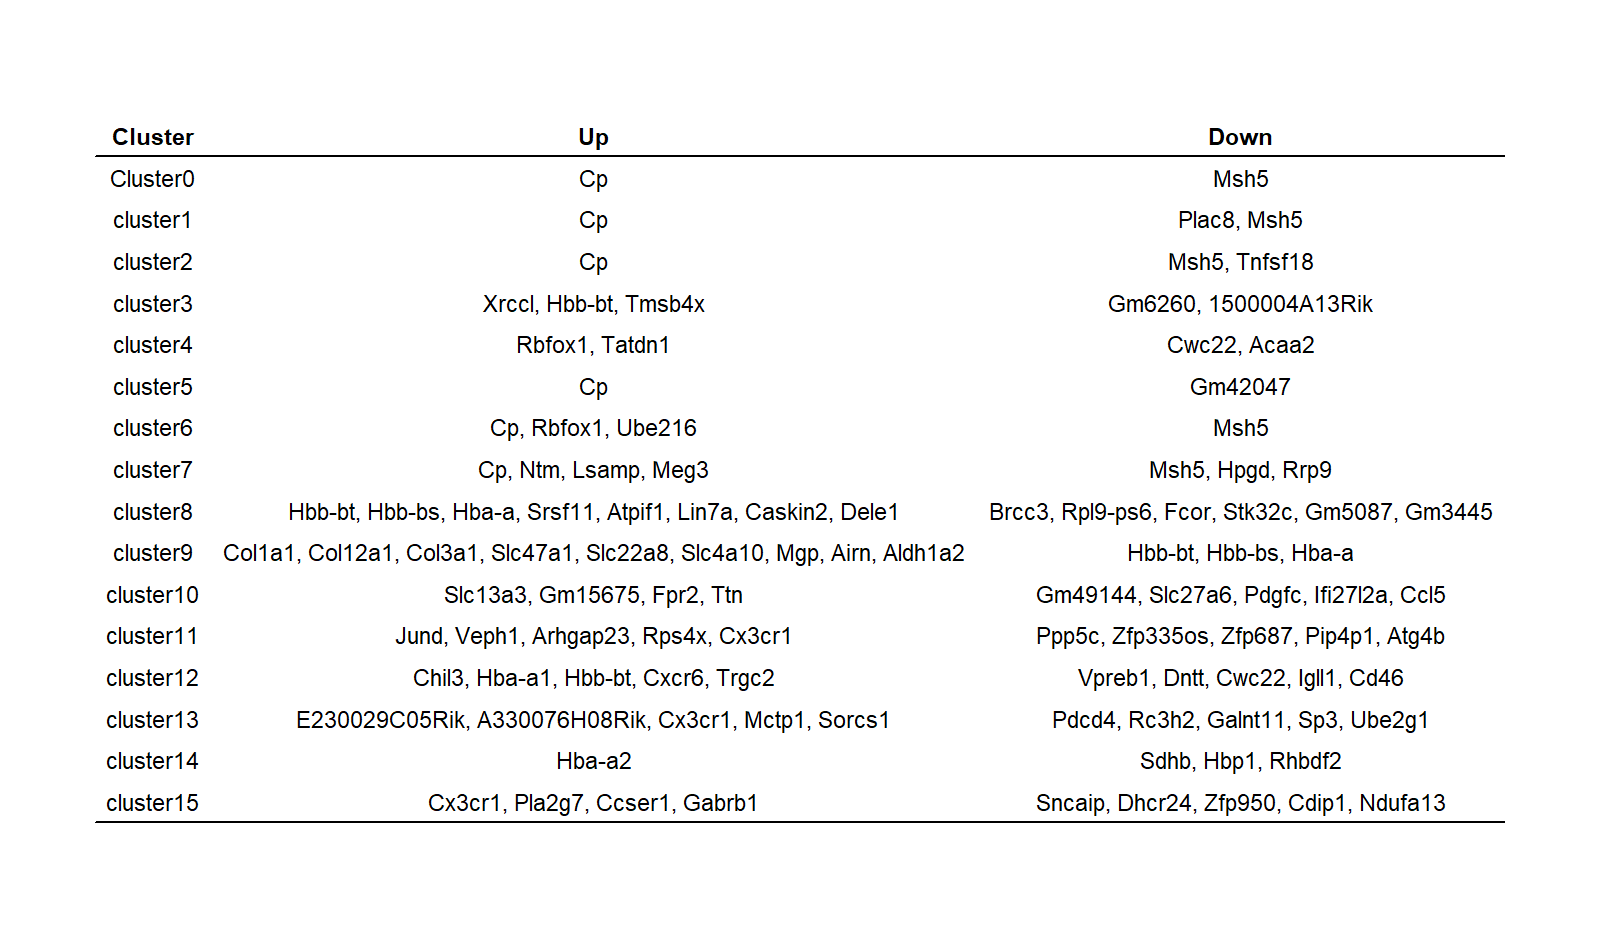 Cluster Up Down
Cluster0 Cp Msh5
cluster1 Cp Plac8, Msh5
cluster2 Cp Msh5, Tnfsf18
cluster3 Xrccl, Hbb-bt, Tmsb4x Gm6260, 1500004A13Rik
cluster4 Rbfox1, Tatdn1 Cwc22, Acaa2
cluster5 Cp Gm42047
cluster6 Cp, Rbfox1, Ube216 Msh5
cluster7 Cp, Ntm, Lsamp, Meg3 Msh5, Hpgd, Rrp9
cluster8 Hbb-bt, Hbb-bs, Hba-a, Srsf11, Atpif1, Lin7a, Caskin2, Dele1 Brcc3, Rpl9-ps6, Fcor, Stk32c, Gm5087, Gm3445
cluster9 Col1a1, Col12a1, Col3a1, Slc47a1, Slc22a8, Slc4a10, Mgp, Airn, Aldh1a2 Hbb-bt, Hbb-bs, Hba-a
cluster10 Slc13a3, Gm15675, Fpr2, Ttn Gm49144, Slc27a6, Pdgfc, Ifi27l2a, Ccl5
cluster11 Jund, Veph1, Arhgap23, Rps4x, Cx3cr1 Ppp5c, Zfp335os, Zfp687, Pip4p1, Atg4b
cluster12 Chil3, Hba-a1, Hbb-bt, Cxcr6, Trgc2 Vpreb1, Dntt, Cwc22, Igll1, Cd46
cluster13 E230029C05Rik, A330076H08Rik, Cx3cr1, Mctp1, Sorcs1 Pdcd4, Rc3h2, Galnt11, Sp3, Ube2g1
cluster14 Hba-a2 Sdhb, Hbp1, Rhbdf2
cluster15 Cx3cr1, Pla2g7, Ccser1, Gabrb1 Sncaip, Dhcr24, Zfp950, Cdip1, Ndufa13